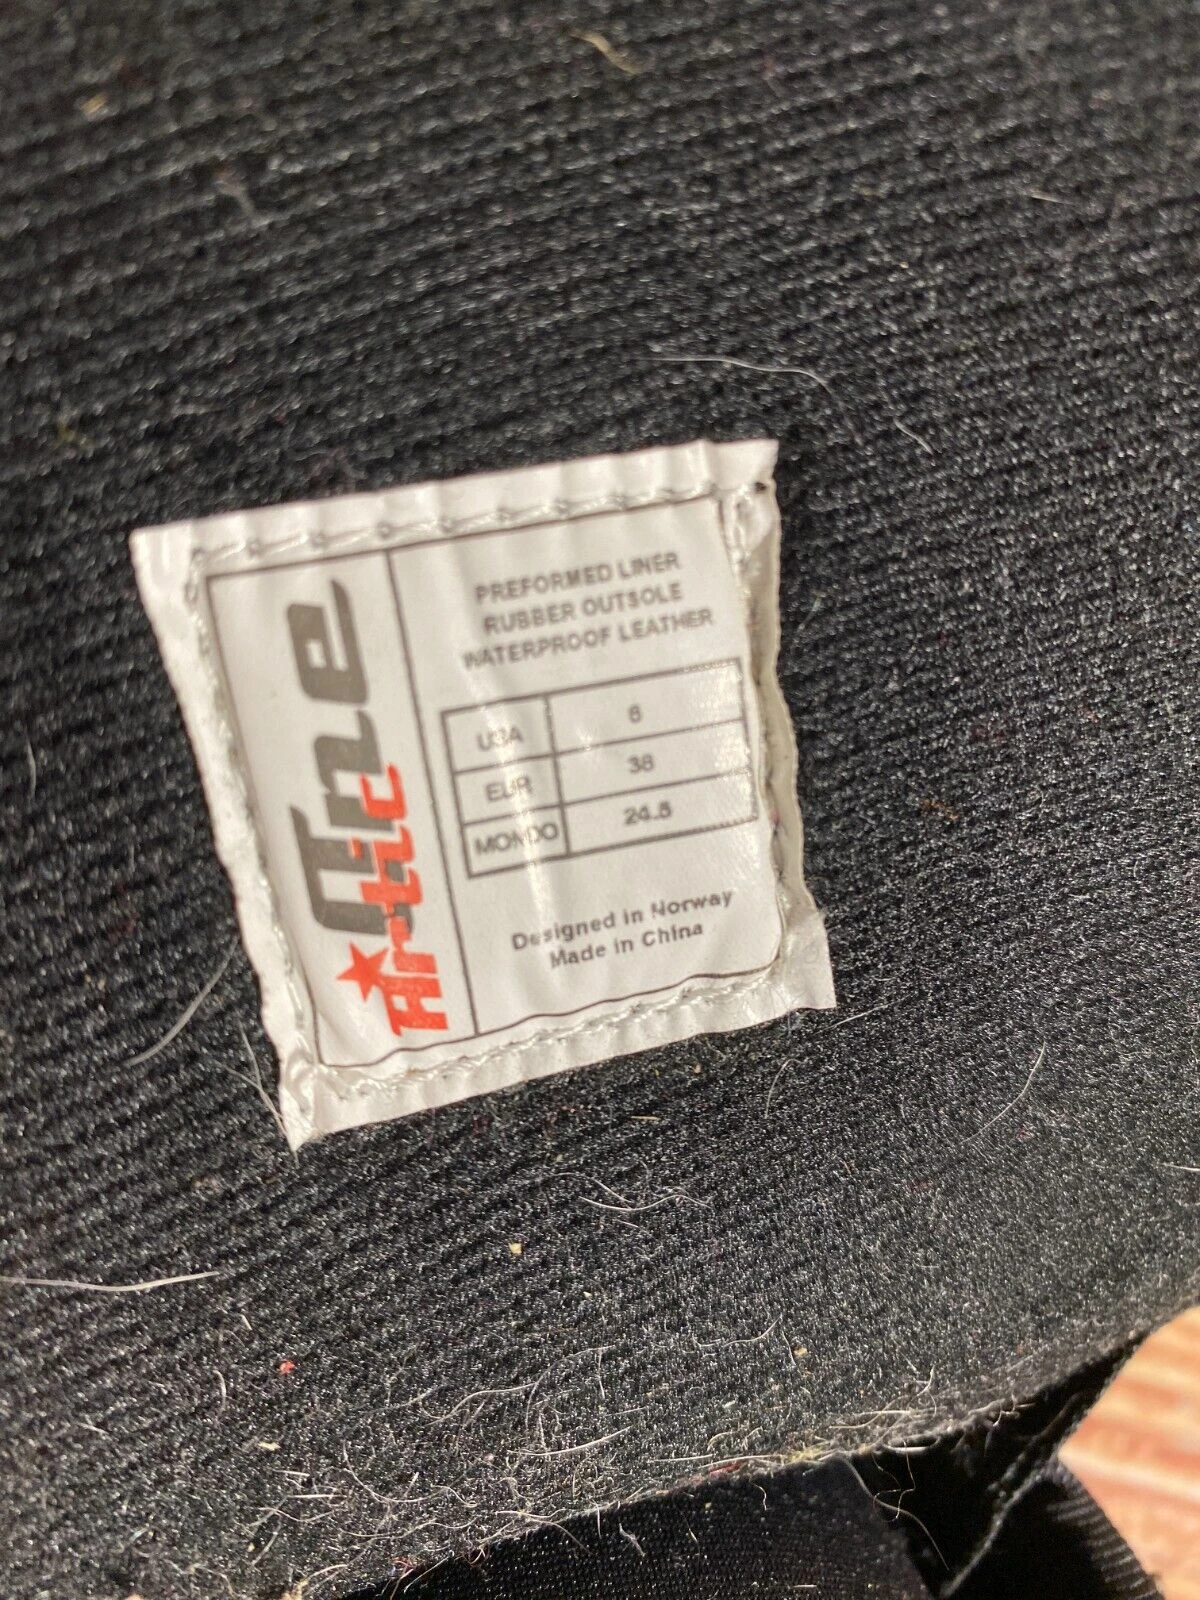 Fine
Arctic
PREFORMED LINER
RUBBER OUTSOLE
WATERPROOF LEATHER
USA 6
EUR 38
MONDO 24.5
Designed in Norway
Made in China